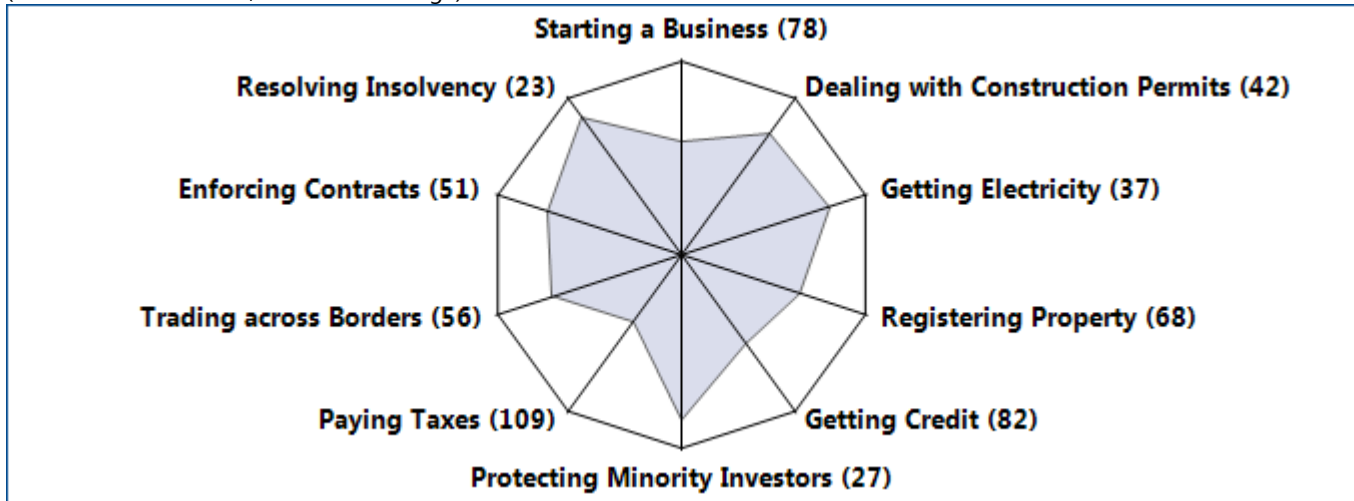 Starting a Business (78)
Resolving Insolvency (23)
Dealing with Construction Permits (42)
Enforcing Contracts (51)
Getting Electricity (37)
Trading across Borders (56)
Registering Property (68)
Paying Taxes (109)
Getting Credit (82)
Protecting Minority Investors (27)